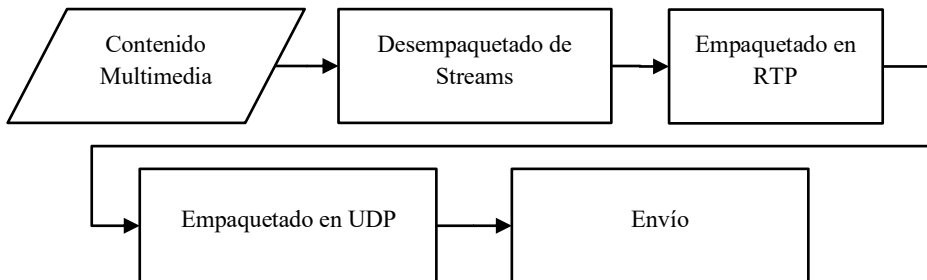 Contenido
Multimedia
Desempaquetado de
Streams
Empaquetado en
RTP
Empaquetado en UDP
Envío